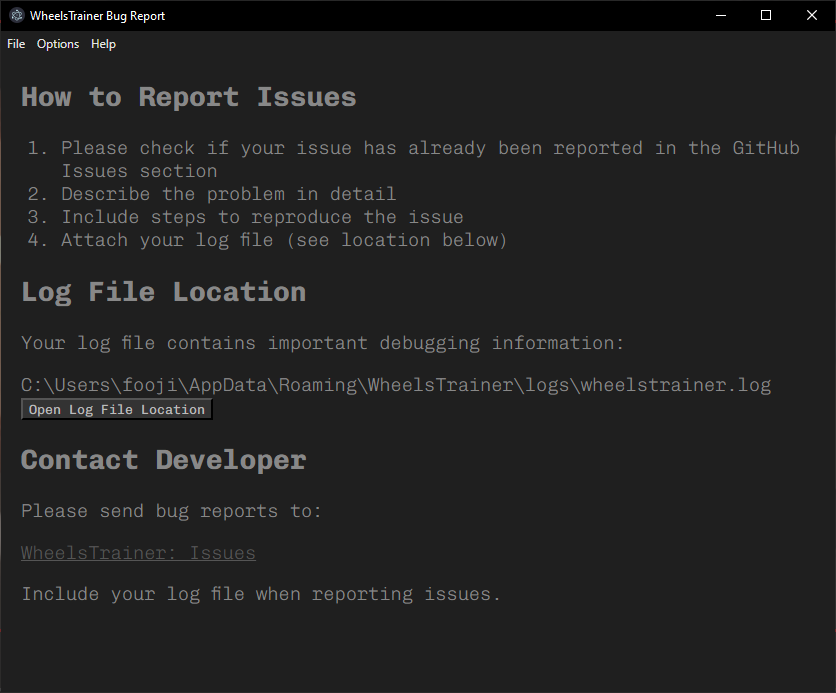 WheelsTrainer Bug Report
File Options Help
How to Report Issues
1. Please check if your issue has already been reported in the GitHub
Issues section
2. Describe the problem in detail
3. Include steps to reproduce the issue
4. Attach your log file (see location below)
Log File Location
Your log file contains important debugging information:
C:\Users\fooji\AppData\Roaming\WheelsTrainer\logs\wheelstrainer.log
Open Log File Location
Contact Developer
Please send bug reports to:
WheelsTrainer: Issues
Include your log file when reporting issues.